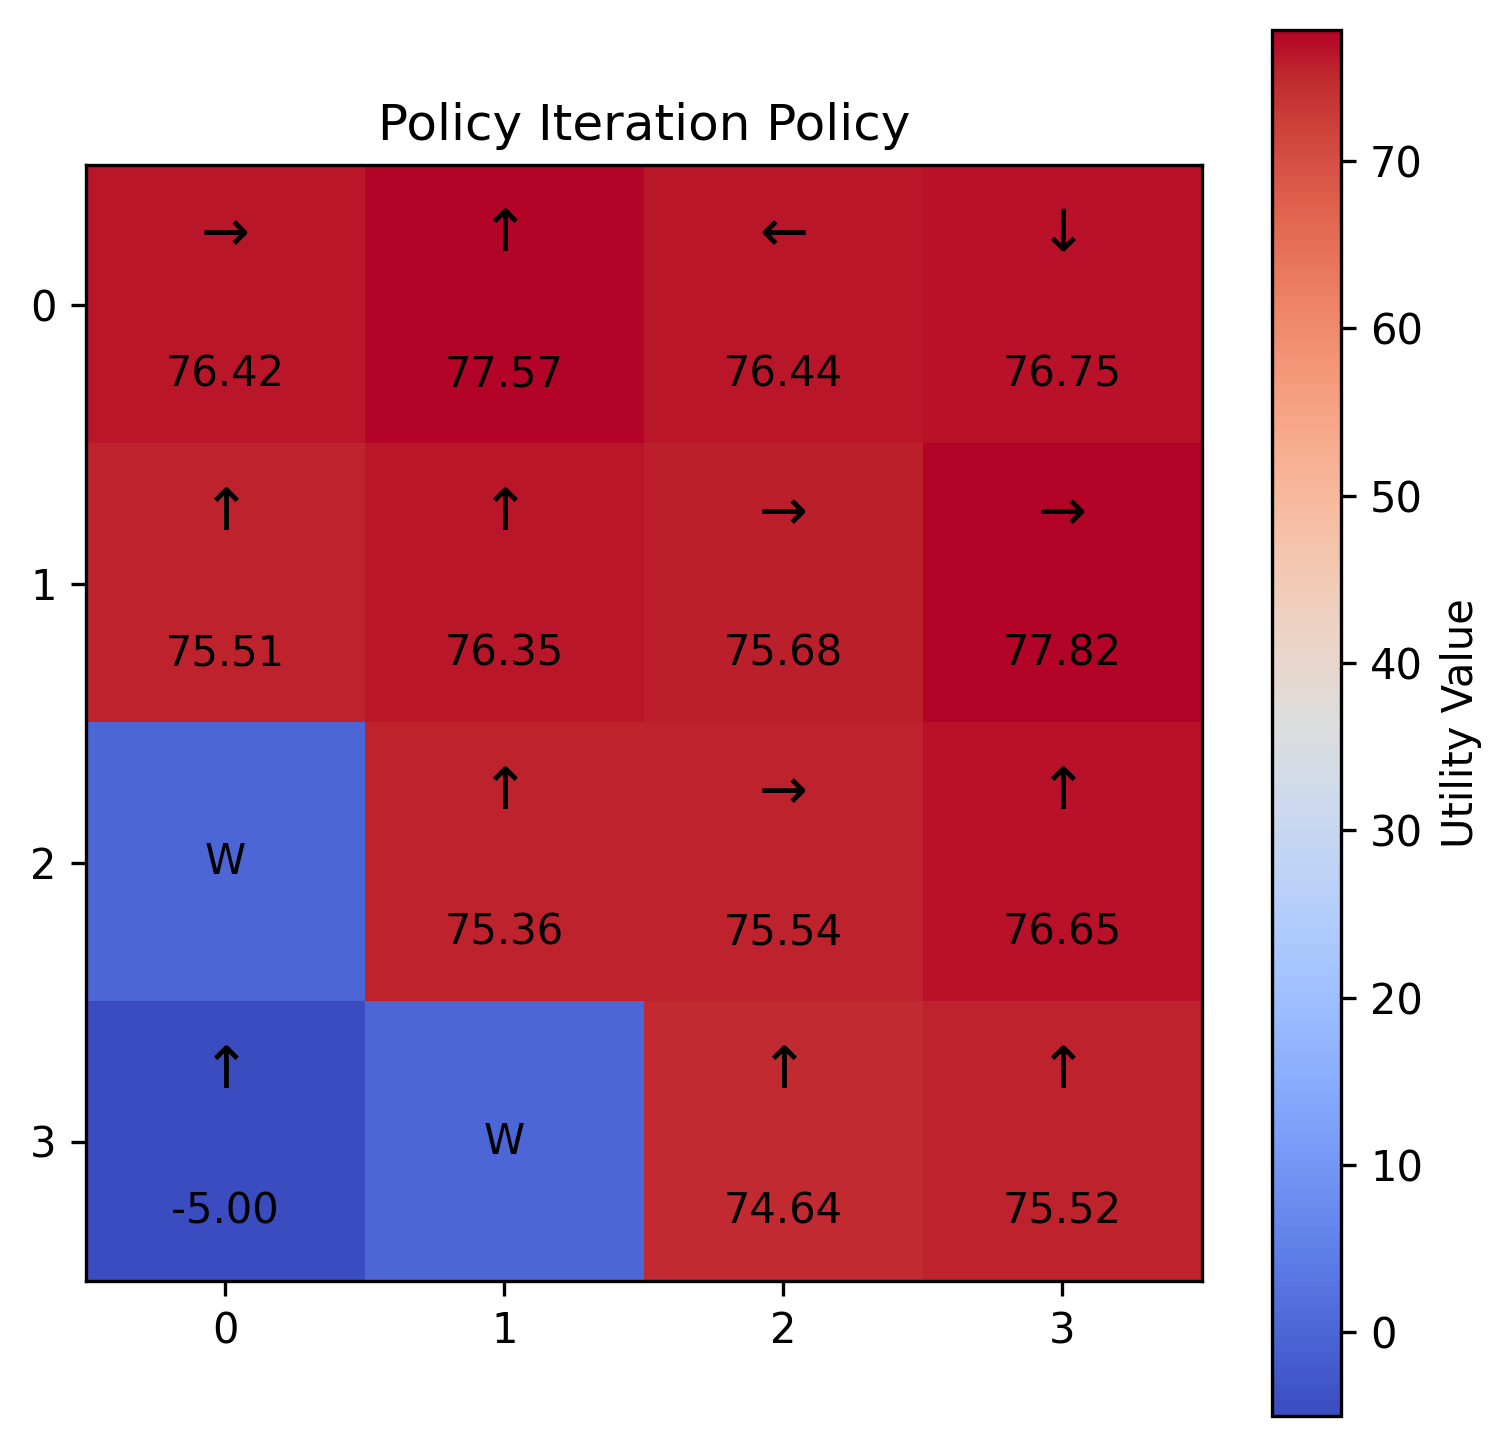 Policy Iteration Policy
→ ↑ ← ↓
0
76.42 77.57 76.44 76.75
↑ ↑ → →
1
75.51 76.35 75.68 77.82
↑ → ↑
2 W
75.36 75.54 76.65
↑ ↑ ↑
3 W
-5.00 74.64 75.52
0 1 2 3
70
60
50
40
30
20
10
0
Utility Value